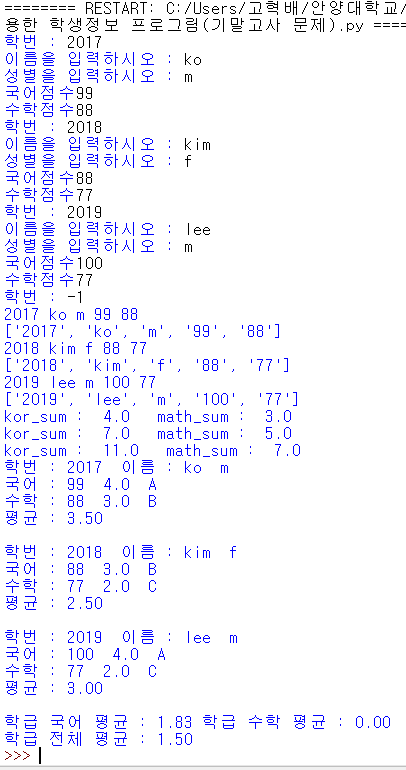 ======== RESTART: C:/Users/고혁배/안양대학교/
용한 학생정보 프로그램(기말고사 문제).py ====
학번 : 2017
이름을 입력하시오 : ko
성별을 입력하시오 : m
국어점수99
수학점수88
학번 : 2018
이름을 입력하시오 : kim
성별을 입력하시오 : f
국어점수88
수학점수77
학번 : 2019
이름을 입력하시오 : lee
성별을 입력하시오 : m
국어점수100
수학점수77
학번 : -1
2017 ko m 99 88
['2017', 'ko', 'm', '99', '88']
2018 kim f 88 77
['2018', 'kim', 'f', '88', '77']
2019 lee m 100 77
['2019', 'lee', 'm', '100', '77']
kor_sum :  4.0  math_sum :  3.0
kor_sum :  7.0  math_sum :  5.0
kor_sum :  11.0  math_sum :  7.0
학번 : 2017  이름 : ko  m
국어 : 99  4.0  A
수학 : 88  3.0  B
평균 : 3.50
학번 : 2018  이름 : kim  f
국어 : 88  3.0  B
수학 : 77  2.0  C
평균 : 2.50
학번 : 2019  이름 : lee  m
국어 : 100  4.0  A
수학 : 77  2.0  C
평균 : 3.00
학급 국어 평균 : 1.83 학급 수학 평균 : 0.00
학급 전체 평균 : 1.50
>>>